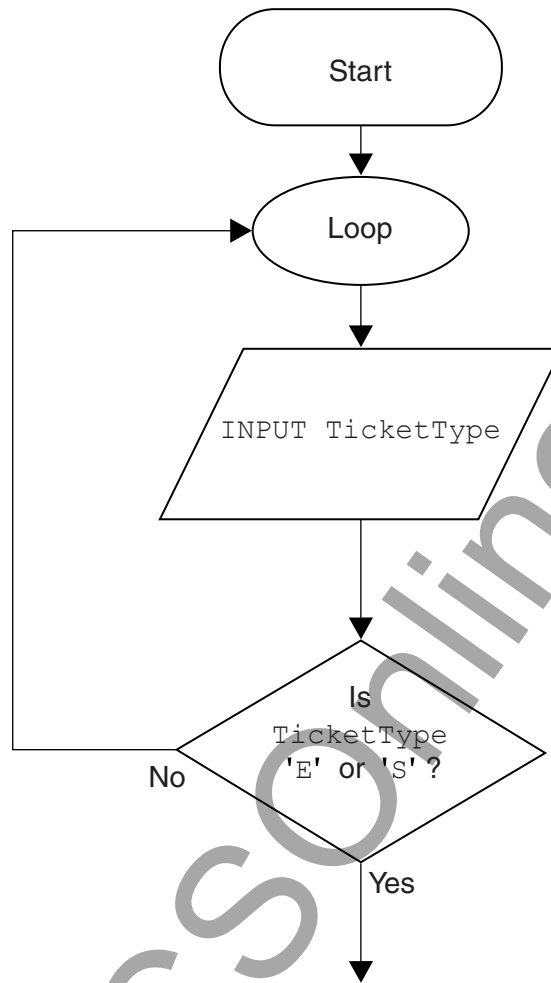 Start
Loop
INPUT TicketType
Is
TicketType
'E' or 'S'?
No
Yes